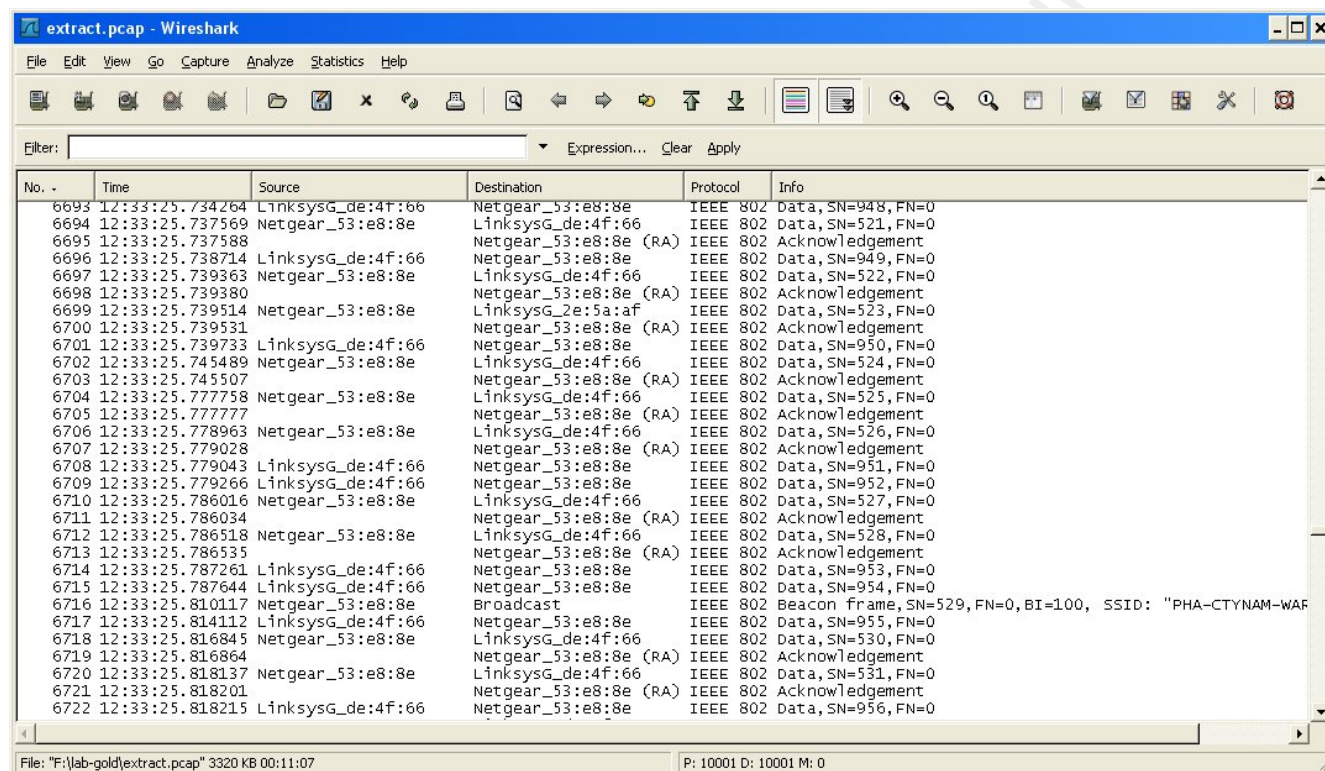 extract.pcap - Wireshark
File Edit View Go Capture Analyze Statistics Help
Filter: Expression... Clear Apply
No. Time Source Destination Protocol Info
6693 12:33:25.734264 LinksysG_de:4f:66 Netgear_53:e8:8e IEEE 802 Data,SN=948,FN=0
6694 12:33:25.737569 Netgear_53:e8:8e LinksysG_de:4f:66 IEEE 802 Data,SN=521,FN=0
6695 12:33:25.737588 Netgear_53:e8:8e (RA) IEEE 802 Acknowledgement
6696 12:33:25.738714 LinksysG_de:4f:66 Netgear_53:e8:8e IEEE 802 Data,SN=949,FN=0
6697 12:33:25.739363 Netgear_53:e8:8e LinksysG_de:4f:66 IEEE 802 Data,SN=522,FN=0
6698 12:33:25.739380 Netgear_53:e8:8e (RA) IEEE 802 Acknowledgement
6699 12:33:25.739514 Netgear_53:e8:8e LinksysG_2e:5a:af IEEE 802 Data,SN=523,FN=0
6700 12:33:25.739531 Netgear_53:e8:8e (RA) IEEE 802 Acknowledgement
6701 12:33:25.739733 LinksysG_de:4f:66 Netgear_53:e8:8e IEEE 802 Data,SN=950,FN=0
6702 12:33:25.745489 Netgear_53:e8:8e LinksysG_de:4f:66 IEEE 802 Data,SN=524,FN=0
6703 12:33:25.745507 Netgear_53:e8:8e (RA) IEEE 802 Acknowledgement
6704 12:33:25.777758 Netgear_53:e8:8e LinksysG_de:4f:66 IEEE 802 Data,SN=525,FN=0
6705 12:33:25.777777 Netgear_53:e8:8e (RA) IEEE 802 Acknowledgement
6706 12:33:25.778963 Netgear_53:e8:8e LinksysG_de:4f:66 IEEE 802 Data,SN=526,FN=0
6707 12:33:25.779028 Netgear_53:e8:8e (RA) IEEE 802 Acknowledgement
6708 12:33:25.779043 LinksysG_de:4f:66 Netgear_53:e8:8e IEEE 802 Data,SN=951,FN=0
6709 12:33:25.779266 LinksysG_de:4f:66 Netgear_53:e8:8e IEEE 802 Data,SN=952,FN=0
6710 12:33:25.786016 Netgear_53:e8:8e LinksysG_de:4f:66 IEEE 802 Data,SN=527,FN=0
6711 12:33:25.786034 Netgear_53:e8:8e (RA) IEEE 802 Acknowledgement
6712 12:33:25.786518 Netgear_53:e8:8e LinksysG_de:4f:66 IEEE 802 Data,SN=528,FN=0
6713 12:33:25.786535 Netgear_53:e8:8e (RA) IEEE 802 Acknowledgement
6714 12:33:25.787261 LinksysG_de:4f:66 Netgear_53:e8:8e IEEE 802 Data,SN=953,FN=0
6715 12:33:25.787644 LinksysG_de:4f:66 Netgear_53:e8:8e IEEE 802 Data,SN=954,FN=0
6716 12:33:25.810117 Netgear_53:e8:8e Broadcast IEEE 802 Beacon frame,SN=529,FN=0,BI=100, SSID: "PHA-CTYNAM-WAR
6717 12:33:25.814112 LinksysG_de:4f:66 Netgear_53:e8:8e IEEE 802 Data,SN=955,FN=0
6718 12:33:25.816845 Netgear_53:e8:8e LinksysG_de:4f:66 IEEE 802 Data,SN=530,FN=0
6719 12:33:25.816864 Netgear_53:e8:8e (RA) IEEE 802 Acknowledgement
6720 12:33:25.818137 Netgear_53:e8:8e LinksysG_de:4f:66 IEEE 802 Data,SN=531,FN=0
6721 12:33:25.818201 Netgear_53:e8:8e (RA) IEEE 802 Acknowledgement
6722 12:33:25.818215 LinksysG_de:4f:66 Netgear_53:e8:8e IEEE 802 Data,SN=956,FN=0
File: "F:\lab-gold\extract.pcap" 3320 KB 00:11:07 P: 10001 D: 10001 M: 0